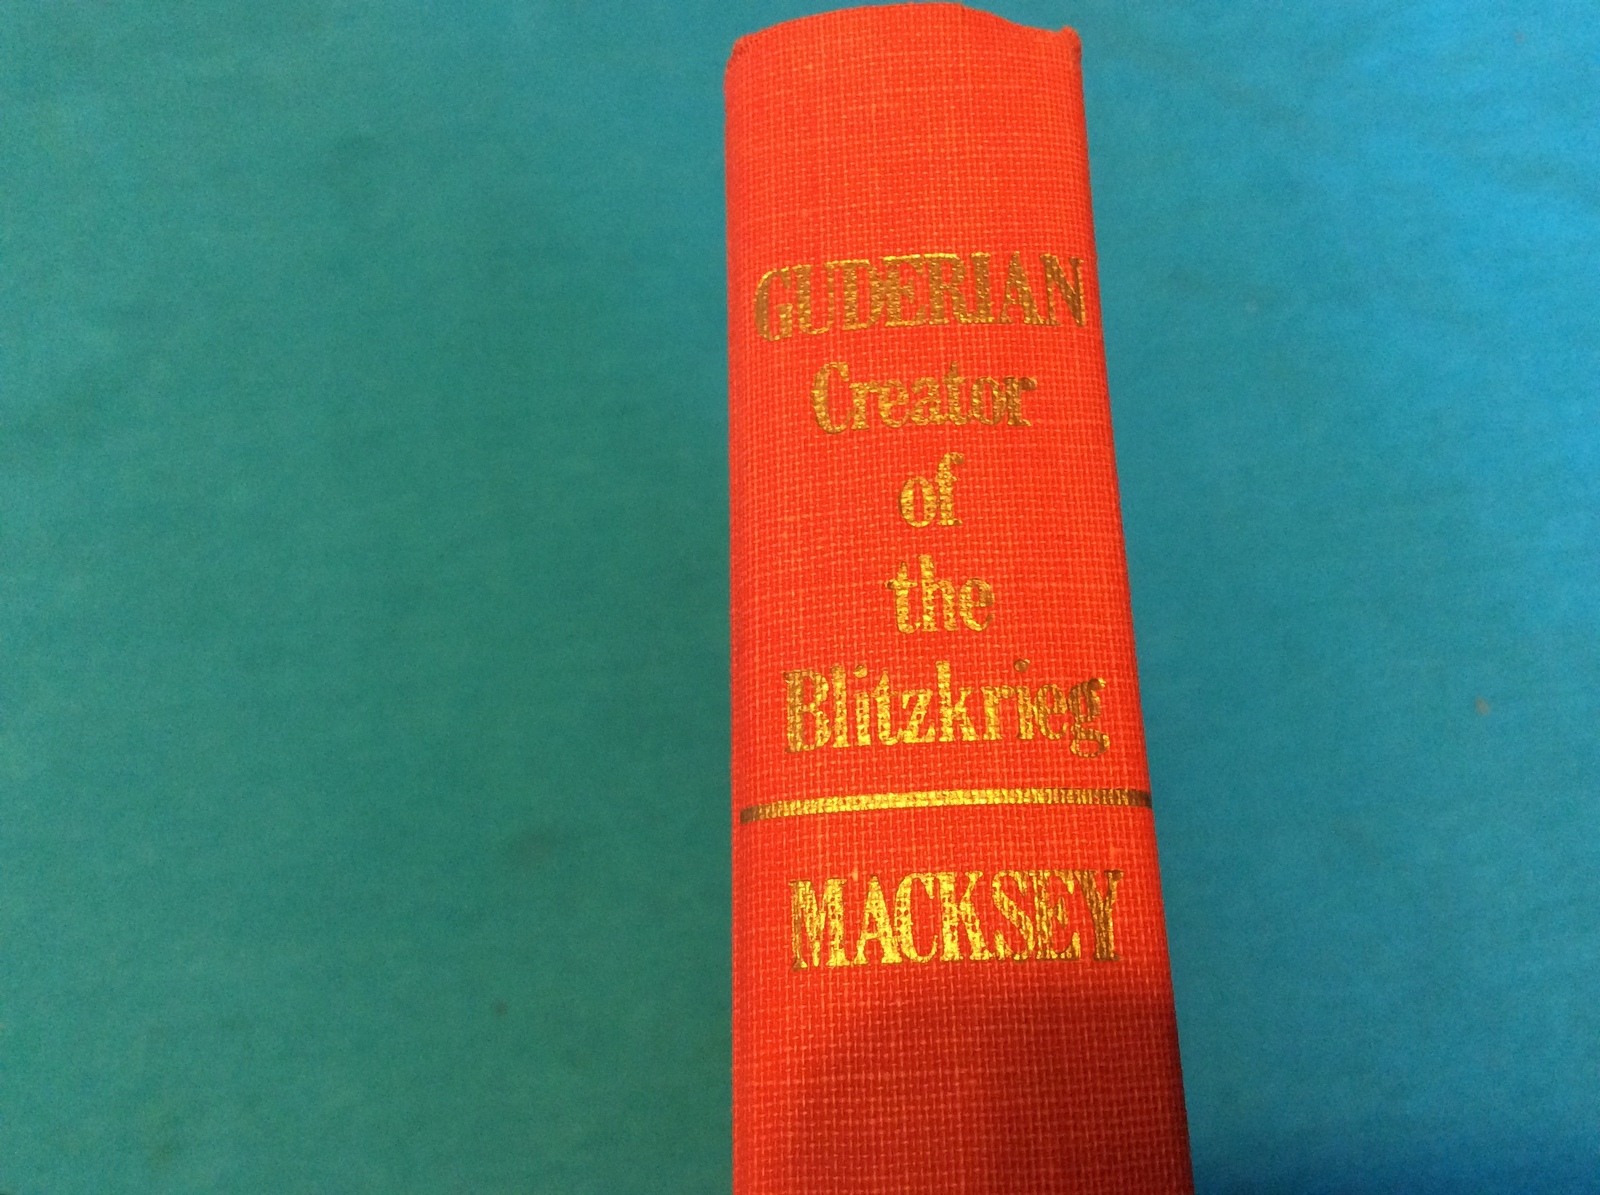 GUDERIAN
Creator
of
the
Blitzkrieg
MACKSEY